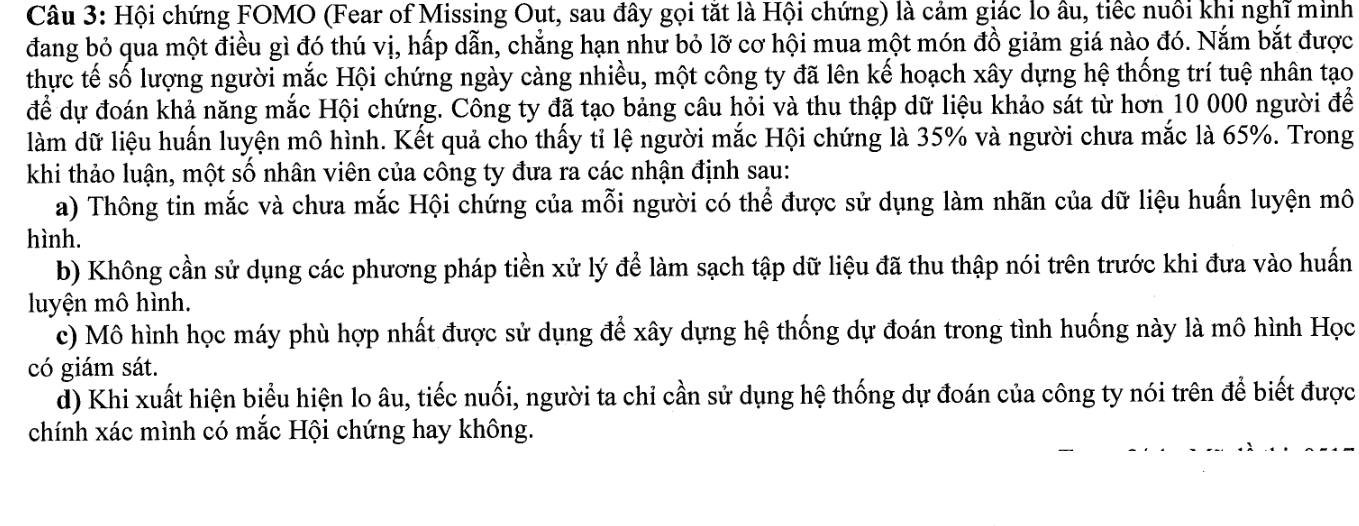 Câu 3: Hội chứng FOMO (Fear of Missing Out, sau đây gọi tắt là Hội chứng) là cảm giác lo âu, tiếc nuối khi nghĩ mình
đang bỏ qua một điều gì đó thú vị, hấp dẫn, chẳng hạn như bỏ lỡ cơ hội mua một món đồ giảm giá nào đó. Nắm bắt được
thực tế số lượng người mắc Hội chứng ngày càng nhiều, một công ty đã lên kế hoạch xây dựng hệ thống trí tuệ nhân tạo
để dự đoán khả năng mắc Hội chứng. Công ty đã tạo bảng câu hỏi và thu thập dữ liệu khảo sát từ hơn 10 000 người để
làm dữ liệu huấn luyện mô hình. Kết quả cho thấy tỉ lệ người mắc Hội chứng là 35% và người chưa mắc là 65%. Trong
khi thảo luận, một số nhân viên của công ty đưa ra các nhận định sau:
a) Thông tin mắc và chưa mắc Hội chứng của mỗi người có thể được sử dụng làm nhãn của dữ liệu huấn luyện mô
hình.
b) Không cần sử dụng các phương pháp tiền xử lý để làm sạch tập dữ liệu đã thu thập nói trên trước khi đưa vào huấn
luyện mô hình.
c) Mô hình học máy phù hợp nhất được sử dụng để xây dựng hệ thống dự đoán trong tình huống này là mô hình Học
có giám sát.
d) Khi xuất hiện biểu hiện lo âu, tiếc nuối, người ta chỉ cần sử dụng hệ thống dự đoán của công ty nói trên để biết được
chính xác mình có mắc Hội chứng hay không.